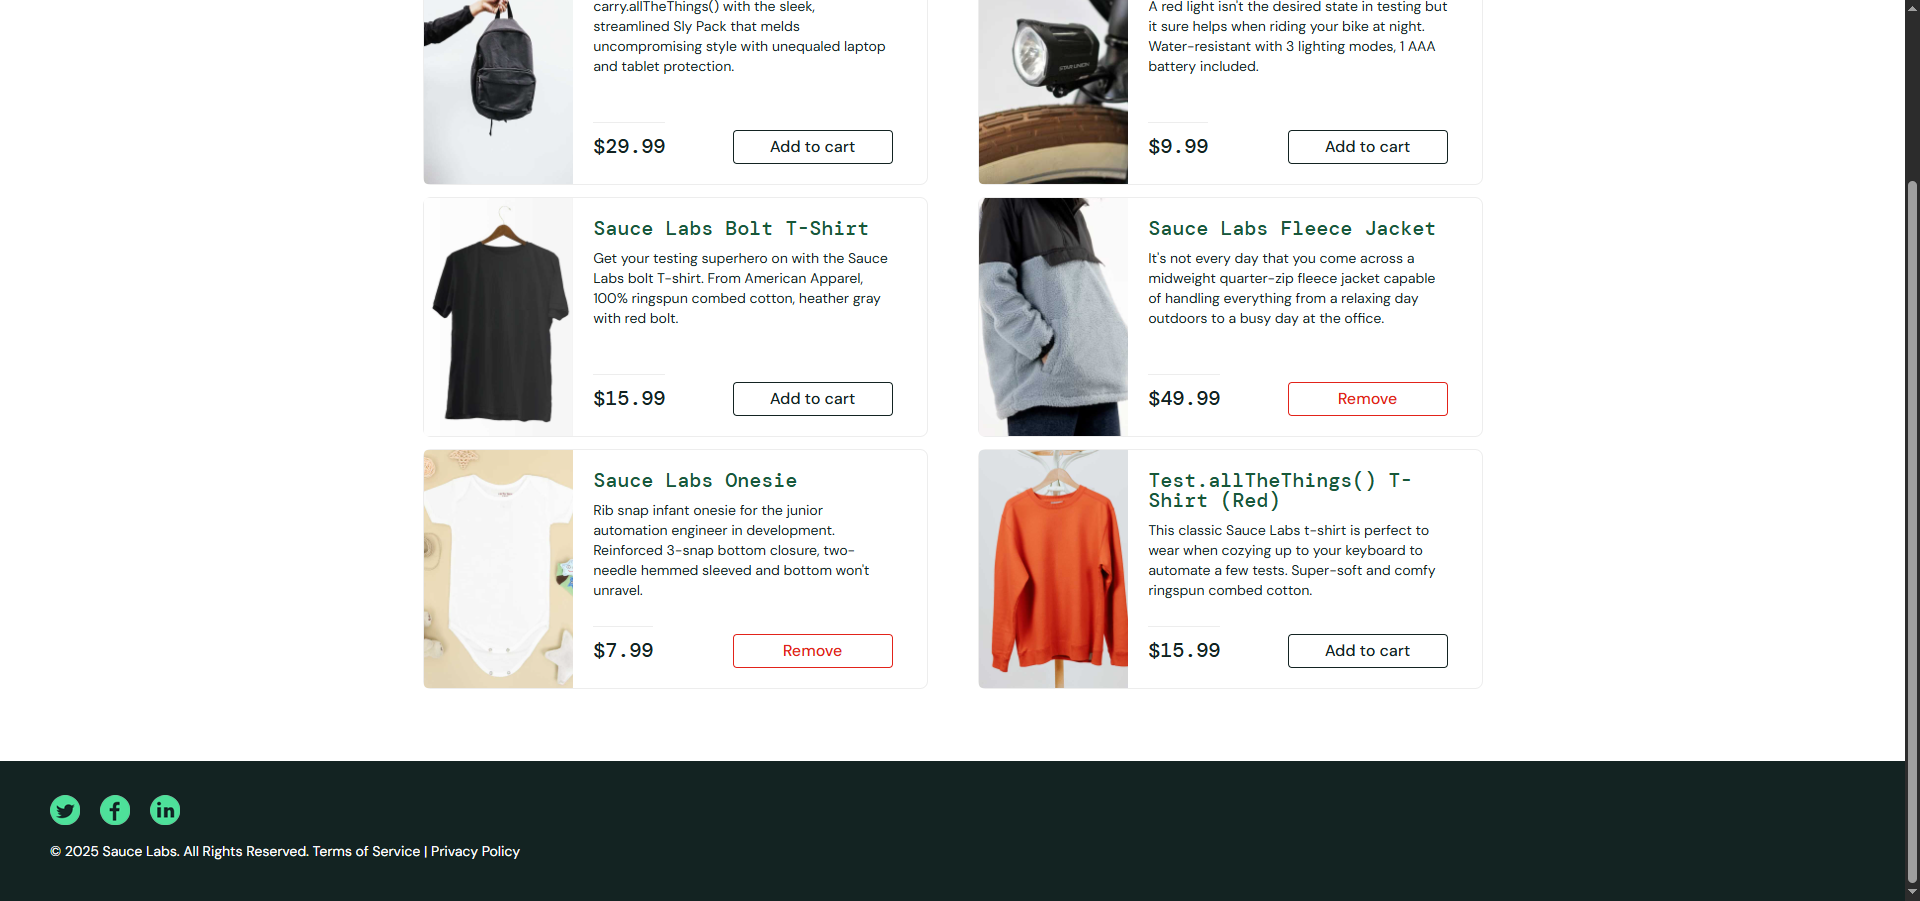 carry.allTheThings() with the sleek,
streamlined Sly Pack that melds
uncompromising style with unequaled laptop
and tablet protection.
$29.99
Add to cart
A red light isn't the desired state in testing but
it sure helps when riding your bike at night.
Water-resistant with 3 lighting modes, 1 AAA
battery included.
STAR UNION
$9.99
Add to cart
Sauce Labs Bolt T-Shirt
Get your testing superhero on with the Sauce
Labs bolt T-shirt. From American Apparel,
100% ringspun combed cotton, heather gray
with red bolt.
$15.99
Add to cart
Sauce Labs Fleece Jacket
It's not every day that you come across a
midweight quarter-zip fleece jacket capable
of handling everything from a relaxing day
outdoors to a busy day at the office.
$49.99
Remove
Sauce Labs Onesie
Rib snap infant onesie for the junior
automation engineer in development.
Reinforced 3-snap bottom closure, two-
needle hemmed sleeved and bottom won't
unravel.
$7.99
Remove
Test.allTheThings() T-
Shirt (Red)
This classic Sauce Labs t-shirt is perfect to
wear when cozying up to your keyboard to
automate a few tests. Super-soft and comfy
ringspun combed cotton.
$15.99
Add to cart
© 2025 Sauce Labs. All Rights Reserved. Terms of Service | Privacy Policy